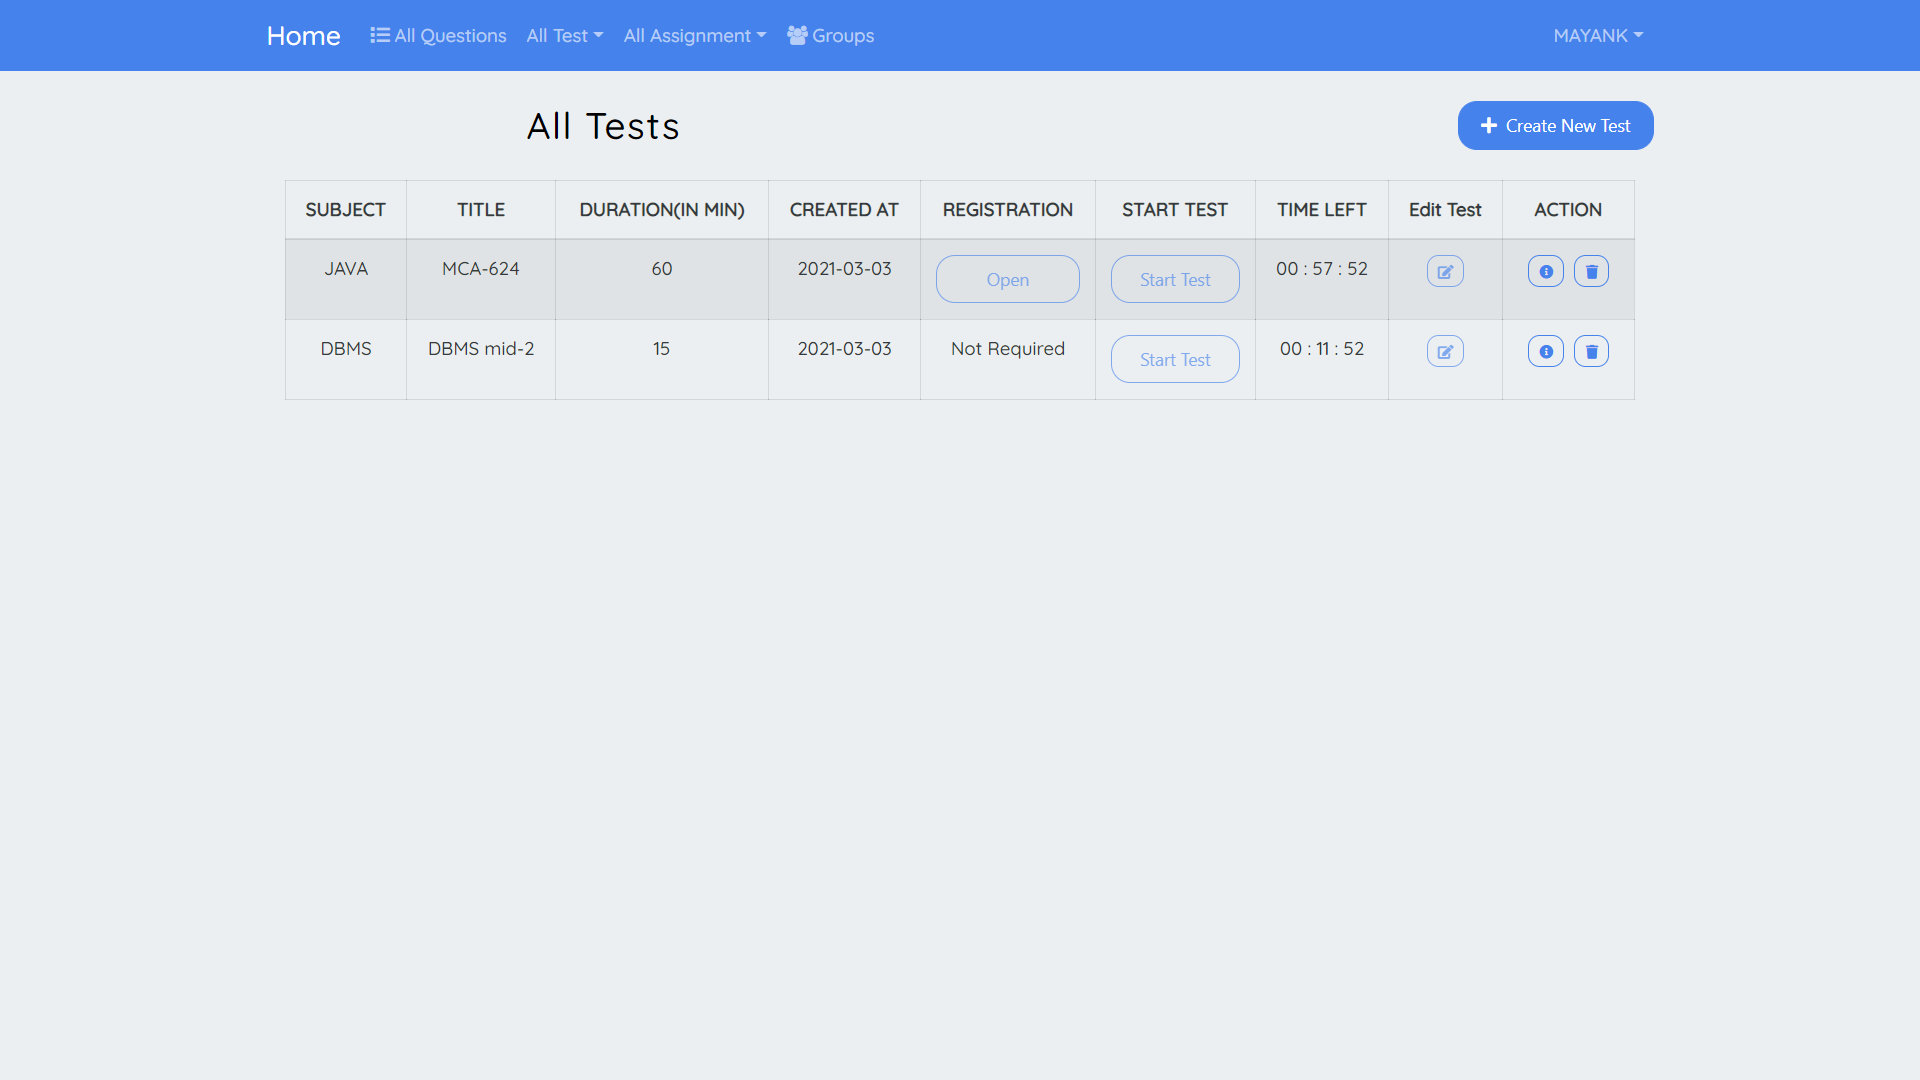 Home All Questions All Test All Assignment Groups MAYANK
All Tests
Create New Test
SUBJECT TITLE DURATION(IN MIN) CREATED AT REGISTRATION START TEST TIME LEFT Edit Test ACTION
JAVA MCA-624 60 2021-03-03 Open Start Test 00 : 57 : 52
DBMS DBMS mid-2 15 2021-03-03 Not Required Start Test 00 : 11 : 52